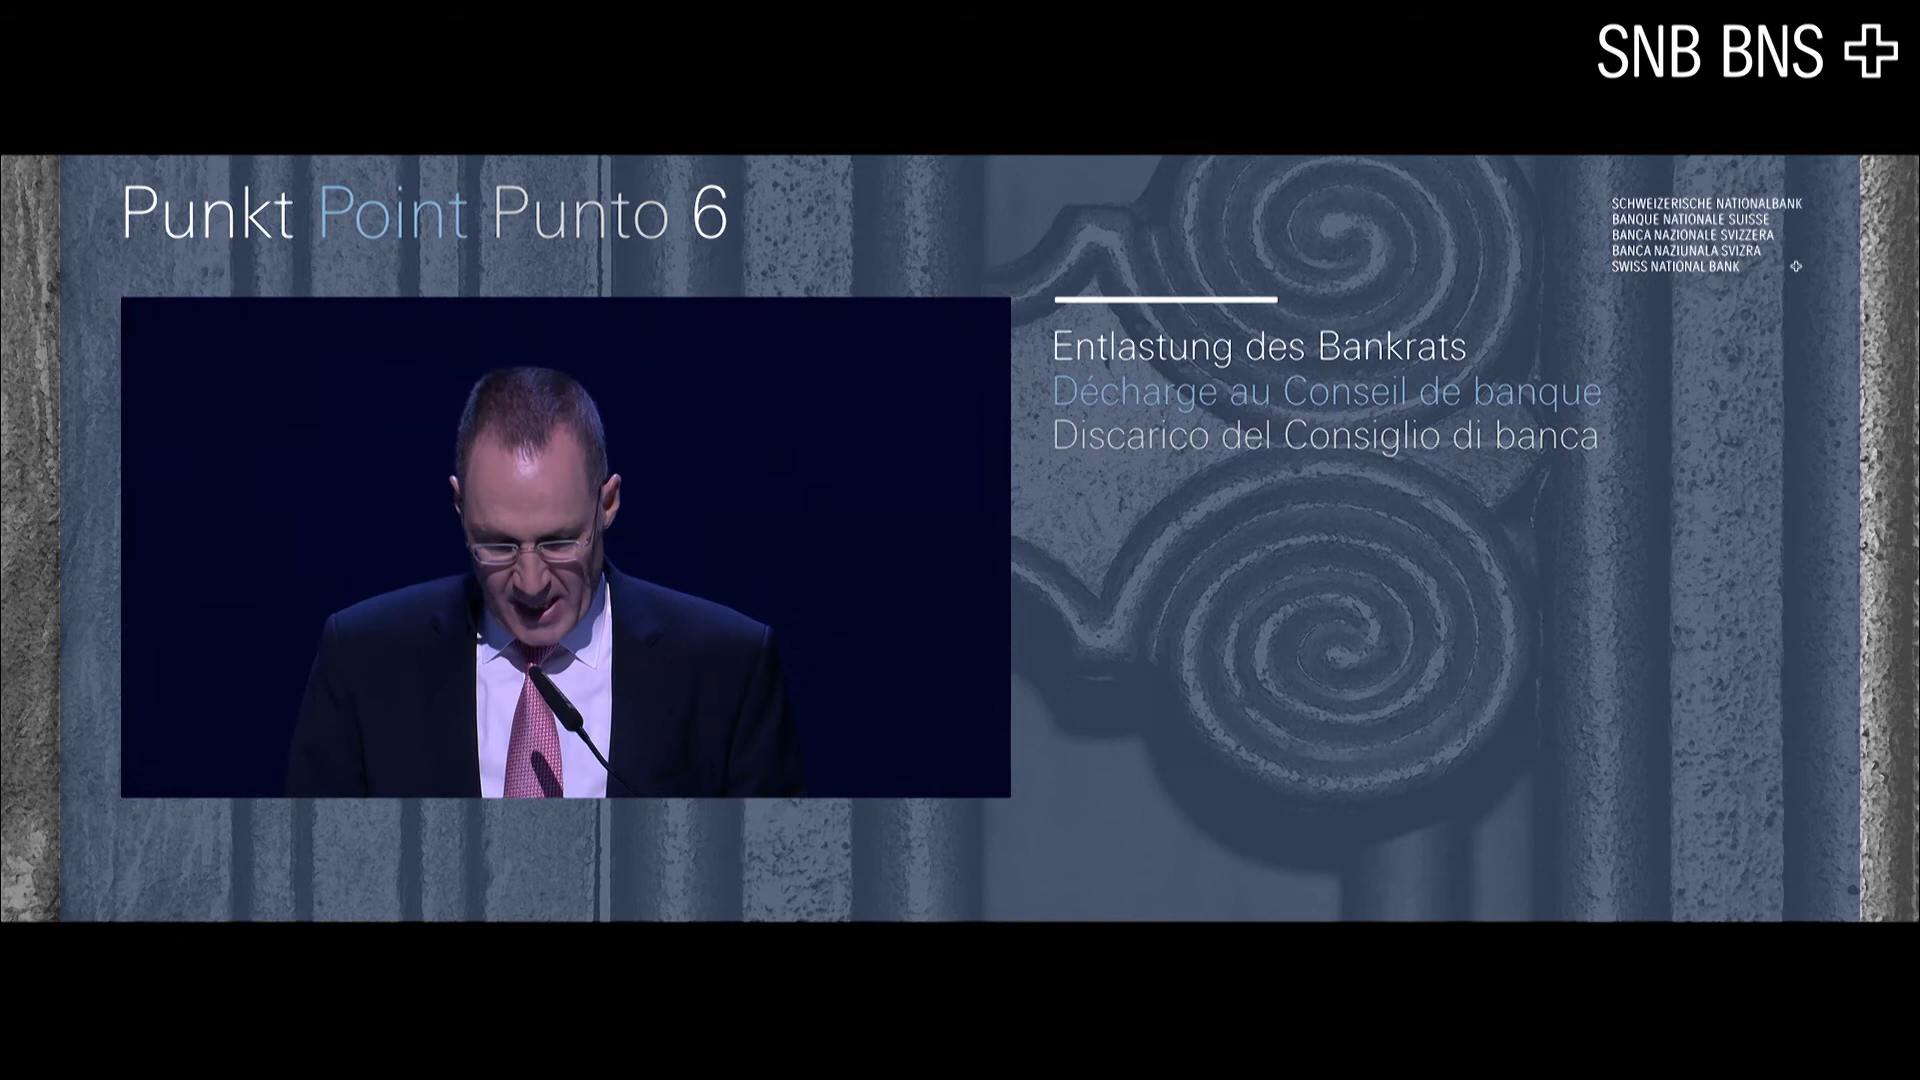 SNB BNS
Punkt Point Punto 6
SCHWEIZERISCHE NATIONALBANK
BANQUE NATIONALE SUISSE
BANCA NAZIONALE SVIZZERA
BANCA NAZIUNALA SVIZRA
SWISS NATIONAL BANK
Entlastung des Bankrats
Décharge au Conseil de banque
Discarico del Consiglio di banca